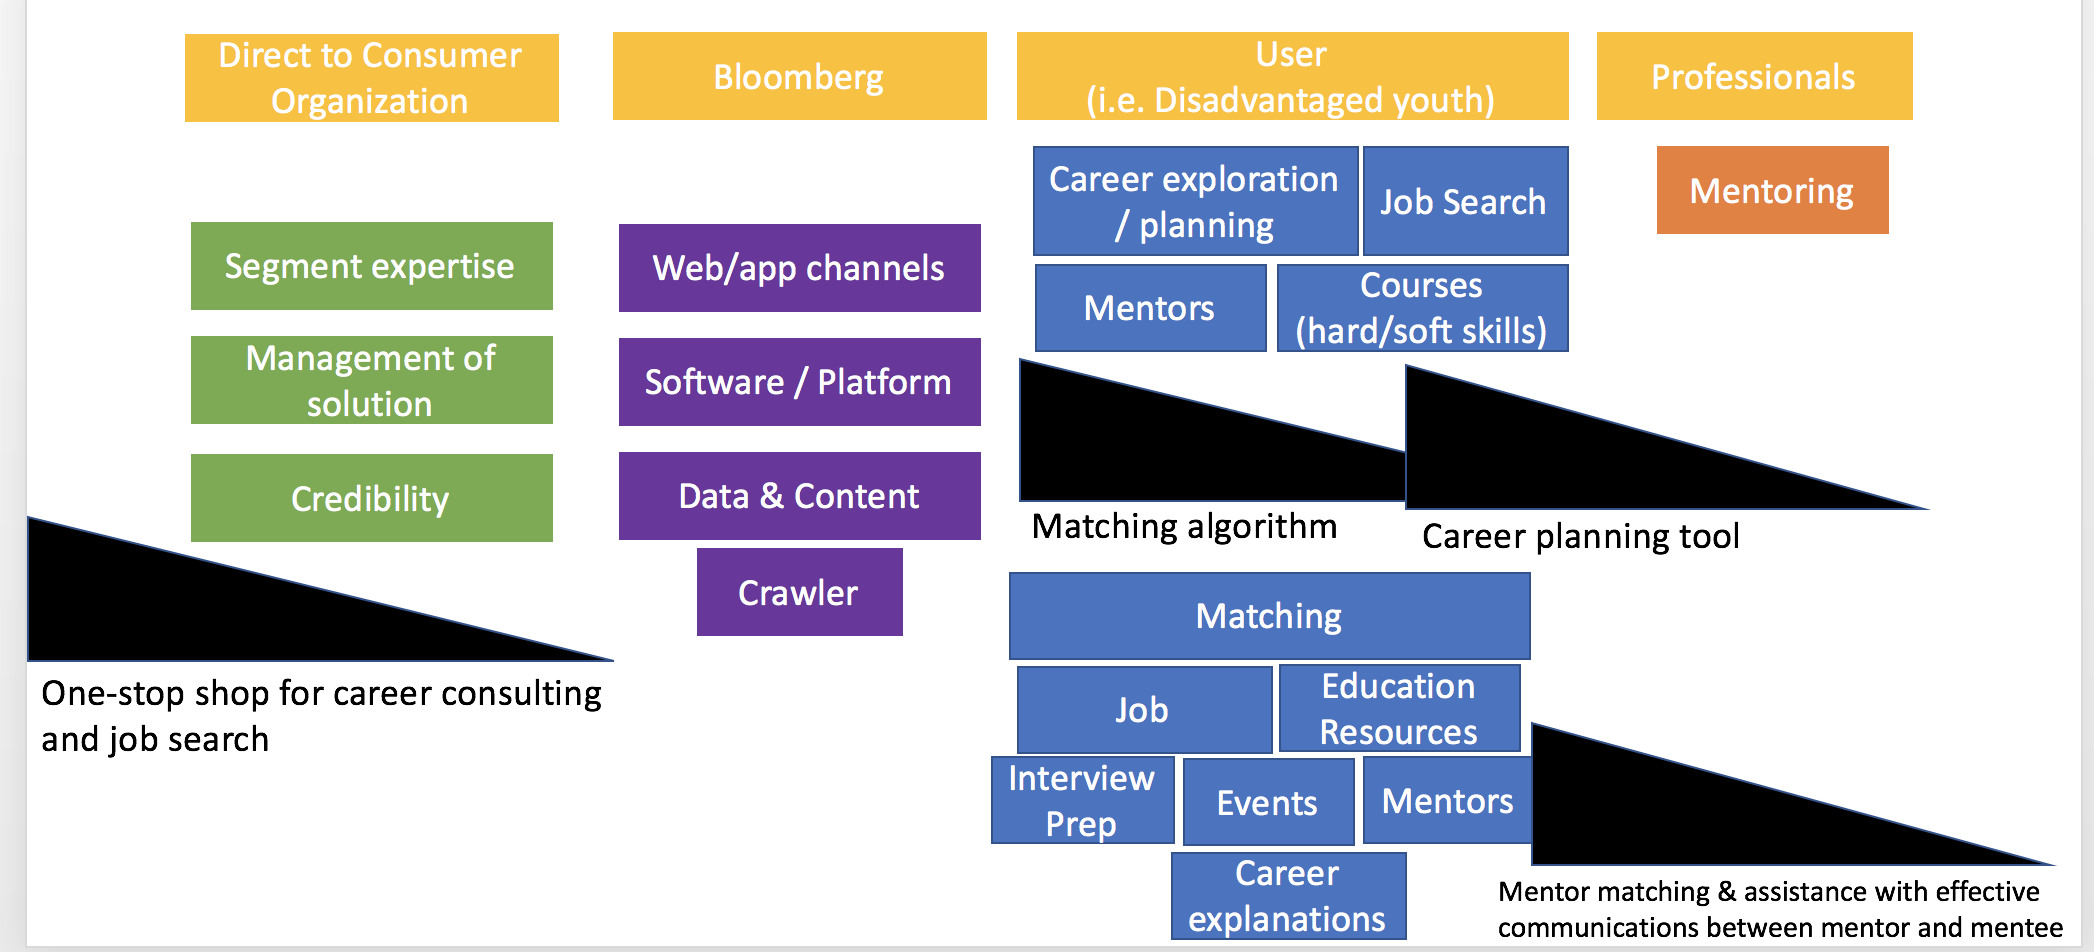 Direct to Consumer
Organization
Bloomberg
User
(i.e. Disadvantaged youth)
Professionals
Segment expertise
Management of
solution
Credibility
One-stop shop for career consulting
and job search
Web/app channels
Software / Platform
Data & Content
Crawler
Career exploration
/ planning
Job Search
Mentors
Courses
(hard/soft skills)
Matching algorithm
Career planning tool
Matching
Job
Education
Resources
Interview
Prep
Events
Mentors
Career
explanations
Mentoring
Mentor matching & assistance with effective
communications between mentor and mentee